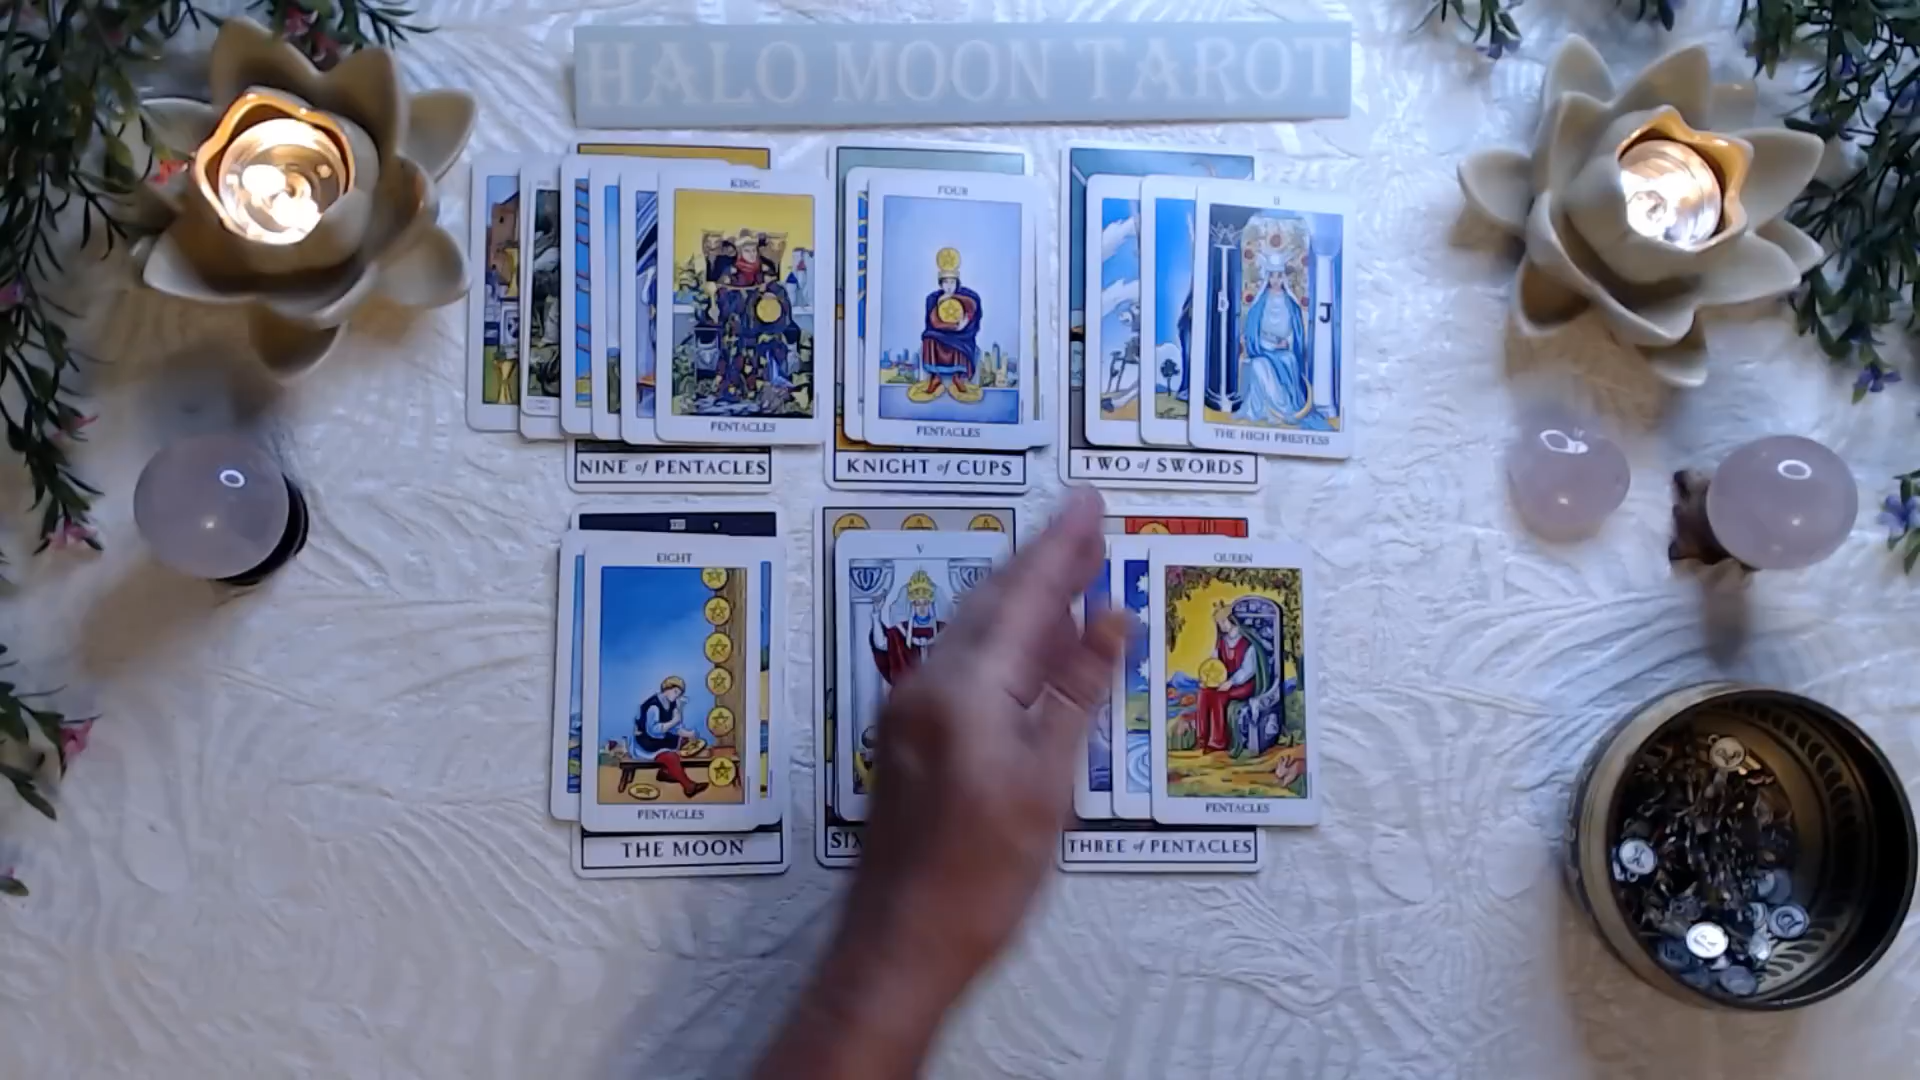 HALO MOON TAROT
KING
PENTACLES
NINE of PENTACLES
FOUR
PENTACLES
KNIGHT of CUPS
II
B
J
THE HIGH PRIESTESS
TWO of SWORDS
EIGHT
PENTACLES
THE MOON
V
SIX
QUEEN
PENTACLES
THREE of PENTACLES